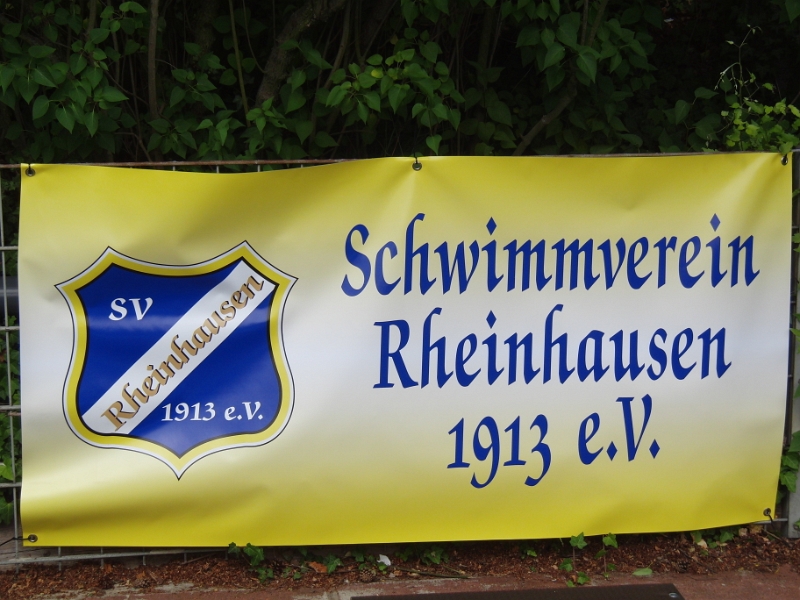 SV
Rheinhausen
1913 e.V.
Schwimmverein
Rheinhausen
1913 e.V.